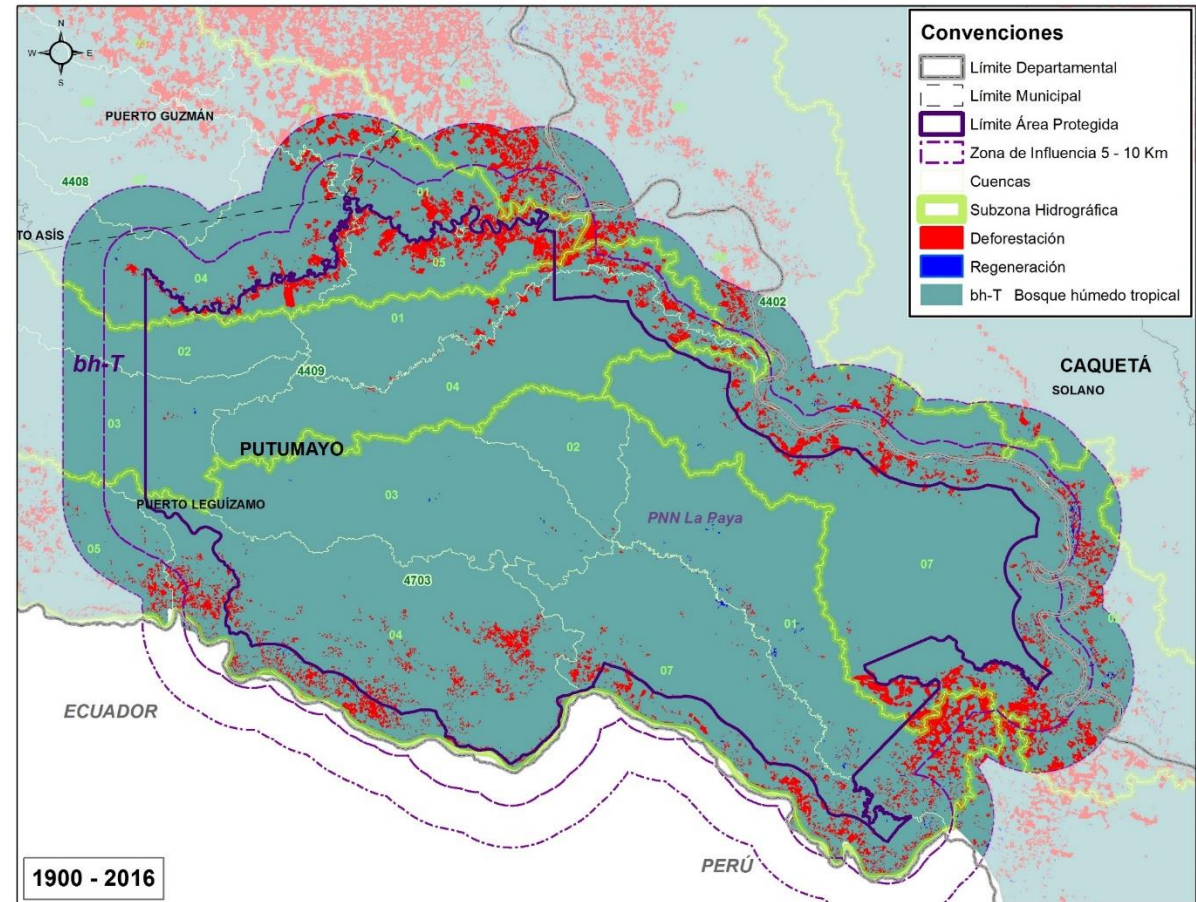 N
W E
S
Convenciones
Límite Departamental
Límite Municipal
Límite Área Protegida
Zona de Influencia 5 - 10 Km
Cuencas
Subzona Hidrográfica
Deforestación
Regeneración
bh-T Bosque húmedo tropical
PUERTO GUZMÁN
4408
01
TO ASÍS
05
04
4402
01
02
4409
bh-T
04
CAQUETÁ
SOLANO
03
PUTUMAYO
02
03
PUERTO LEGUÍZAMO
PNN La Paya
05
07
4703
01
04
07
ECUADOR
PERÚ
1900 - 2016